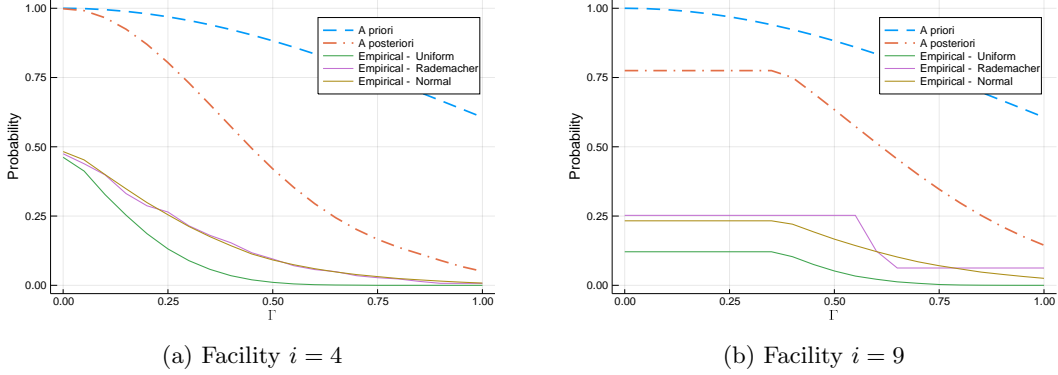 1.00
0.75
0.50
0.25
0.00
Probability
0.00 0.25 0.50 0.75 1.00
Γ
A priori
A posteriori
Empirical - Uniform
Empirical - Rademacher
Empirical - Normal
(a) Facility i = 4
1.00
0.75
0.50
0.25
0.00
Probability
0.00 0.25 0.50 0.75 1.00
Γ
A priori
A posteriori
Empirical - Uniform
Empirical - Rademacher
Empirical - Normal
(b) Facility i = 9